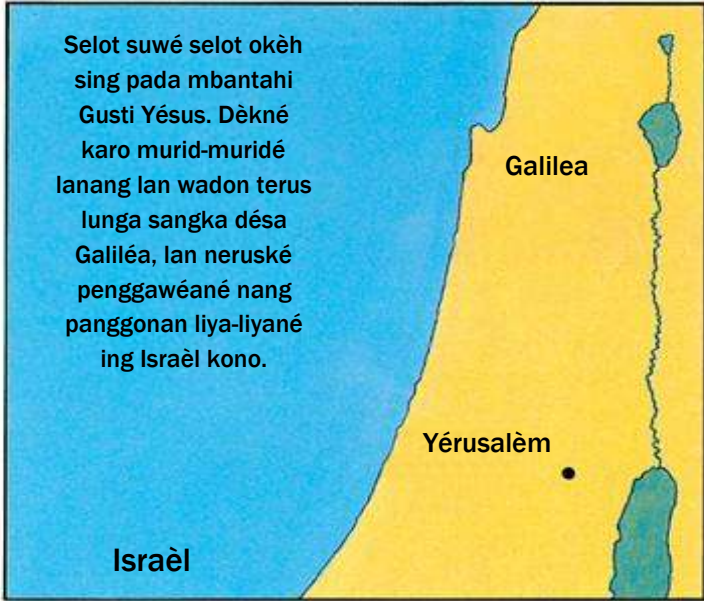 Selot suwé selot okèh
sing pada mbantahi
Gusti Yésus. Dèkné
karo murid-muridé
lanang lan wadon terus
lunga sangka désa
Galiléa, lan neruské
penggawéané nang
panggonan liya-liyané
ing Israèl kono.
Galilea
Yérusalèm
Israèl